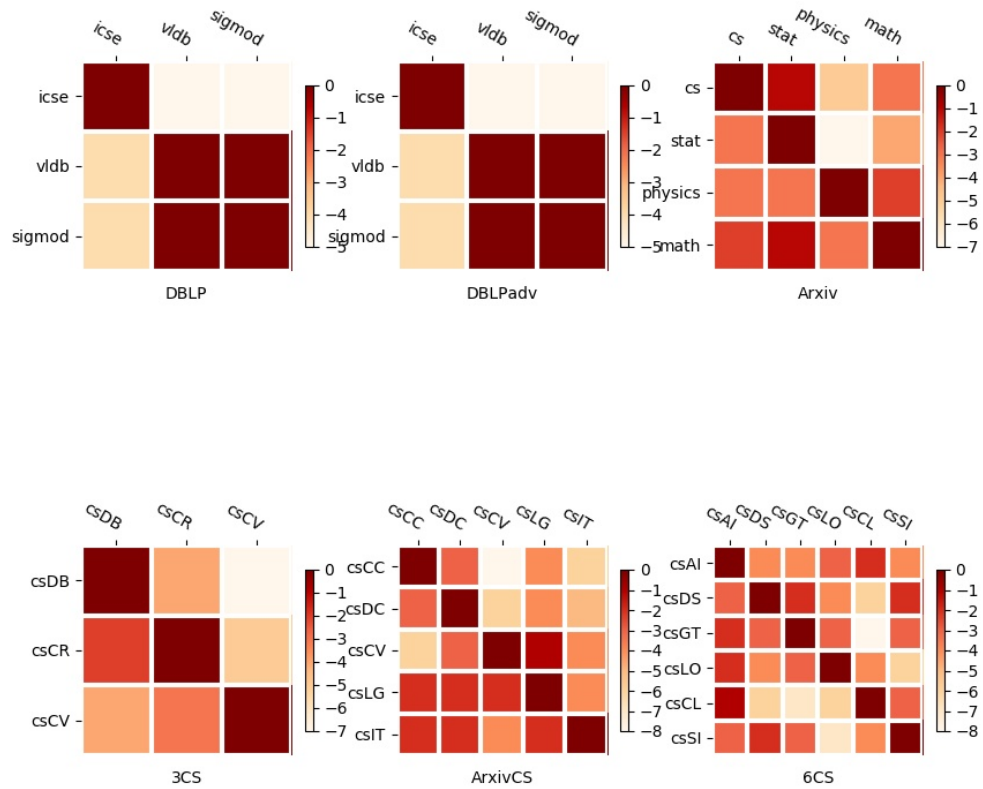 icse vldb sigmod
icse
vldb
sigmod
0
-1
-2
-3
-4
-5
DBLP
icse vldb sigmod
icse
vldb
sigmod
0
-1
-2
-3
-4
-5
DBLPadv
cs stat physics math
cs
stat
physics
math
0
-1
-2
-3
-4
-5
-6
-7
Arxiv
csDB csCR csCV
csDB
csCR
csCV
0
-1
-2
-3
-4
-5
-6
-7
3CS
csCC csDC csCV csLG csIT
csCC
csDC
csCV
csLG
csIT
0
-1
-2
-3
-4
-5
-6
-7
-8
ArxivCS
csAI csDS csGT csLO csCL csSI
csAI
csDS
csGT
csLO
csCL
csSI
0
-1
-2
-3
-4
-5
-6
-7
-8
6CS